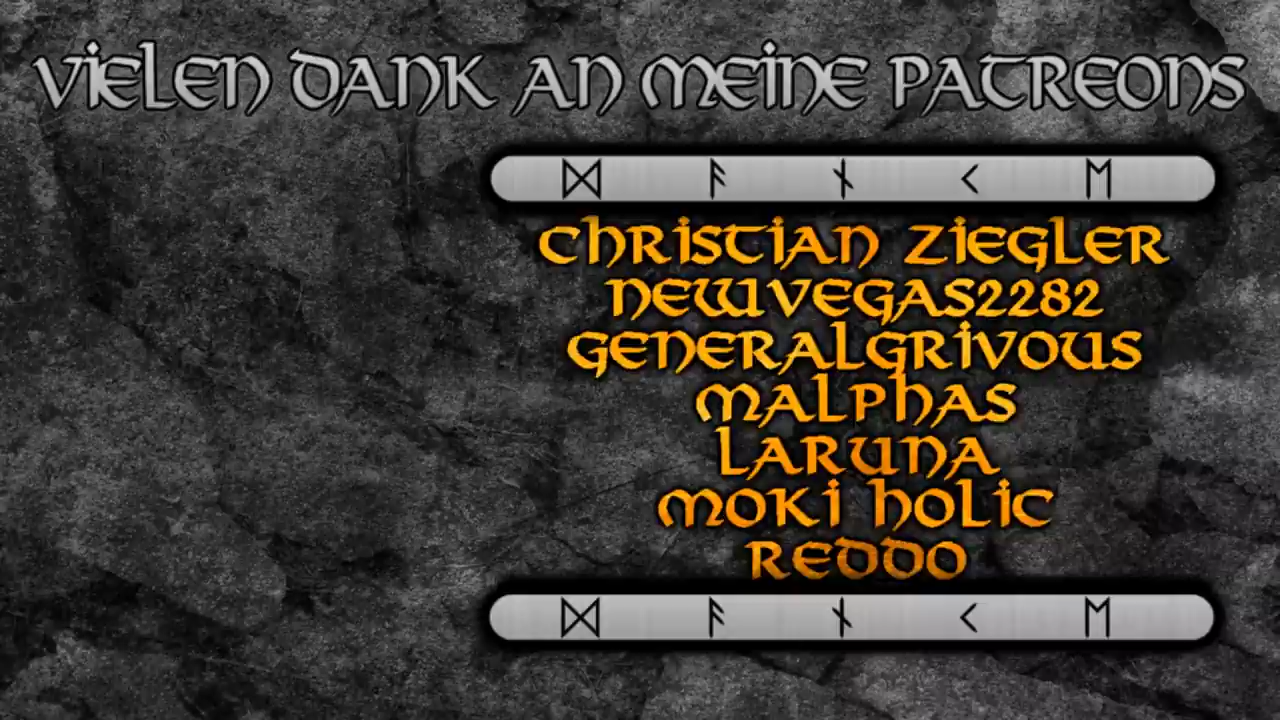 VIELEN DANK AN MEINE PATREONS
ᛞ ᚨ ᚾ ᚲ ᛖ
CHRISTIAN ZIEGLER
NEWVEGAS2282
GENERALGRIVOUS
MALPHAS
LARUNA
MOKI HOLIC
REDDO
ᛞ ᚨ ᚾ ᚲ ᛖ